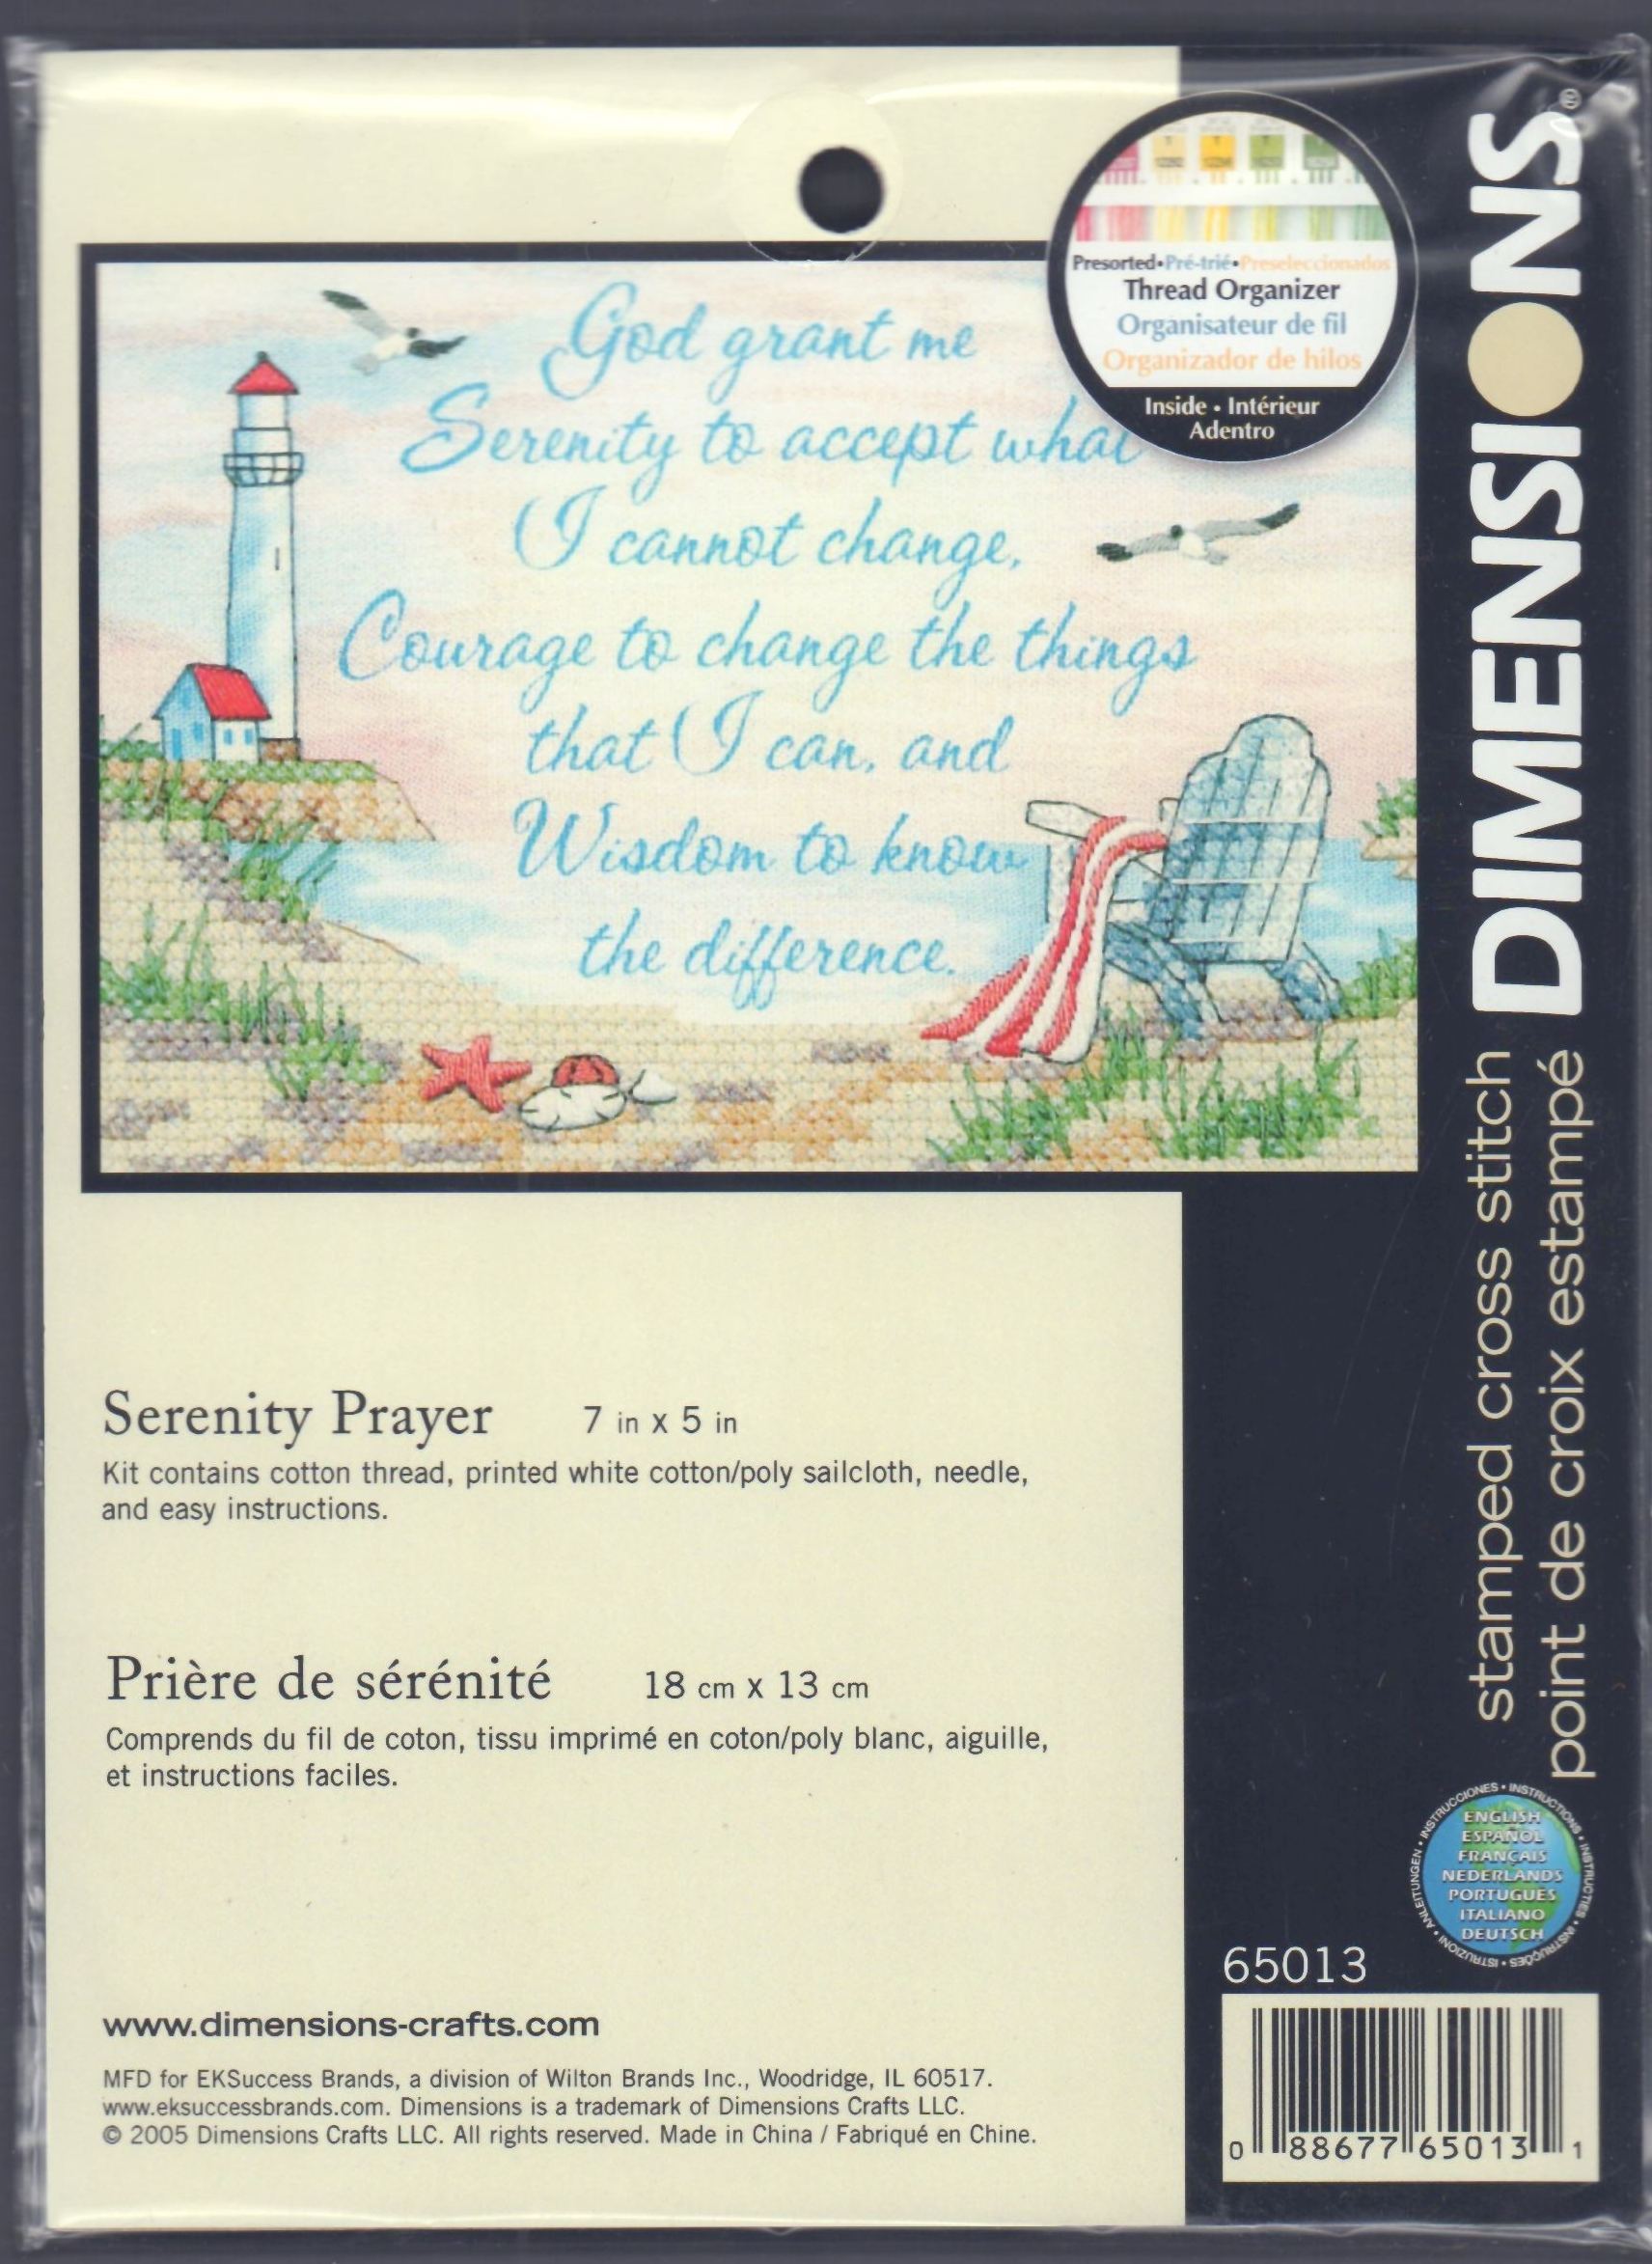 Presorted•Pré-trié•Preseleccionados
Thread Organizer
Organisateur de fil
Organizador de hilos
Inside • Intérieur
Adentro
God grant me
Serenity to accept what
I cannot change,
Courage to change the things
that I can, and
Wisdom to know
the difference.
DIMENSIONS®
stamped cross stitch
point de croix estampé
Serenity Prayer 7 in x 5 in
Kit contains cotton thread, printed white cotton/poly sailcloth, needle,
and easy instructions.
Prière de sérénité 18 cm x 13 cm
Comprends du fil de coton, tissu imprimé en coton/poly blanc, aiguille,
et instructions faciles.
INSTRUCCIONES • INSTRUCTIONS • INSTRUCTIES • INSTRUÇÕES • ISTRUZIONI • ANLEITUNGEN •
ENGLISH
ESPAÑOL
FRANÇAIS
NEDERLANDS
PORTUGUES
ITALIANO
DEUTSCH
65013
0 88677 65013 1
www.dimensions-crafts.com
MFD for EKSuccess Brands, a division of Wilton Brands Inc., Woodridge, IL 60517.
www.eksuccessbrands.com. Dimensions is a trademark of Dimensions Crafts LLC.
© 2005 Dimensions Crafts LLC. All rights reserved. Made in China / Fabriqué en Chine.